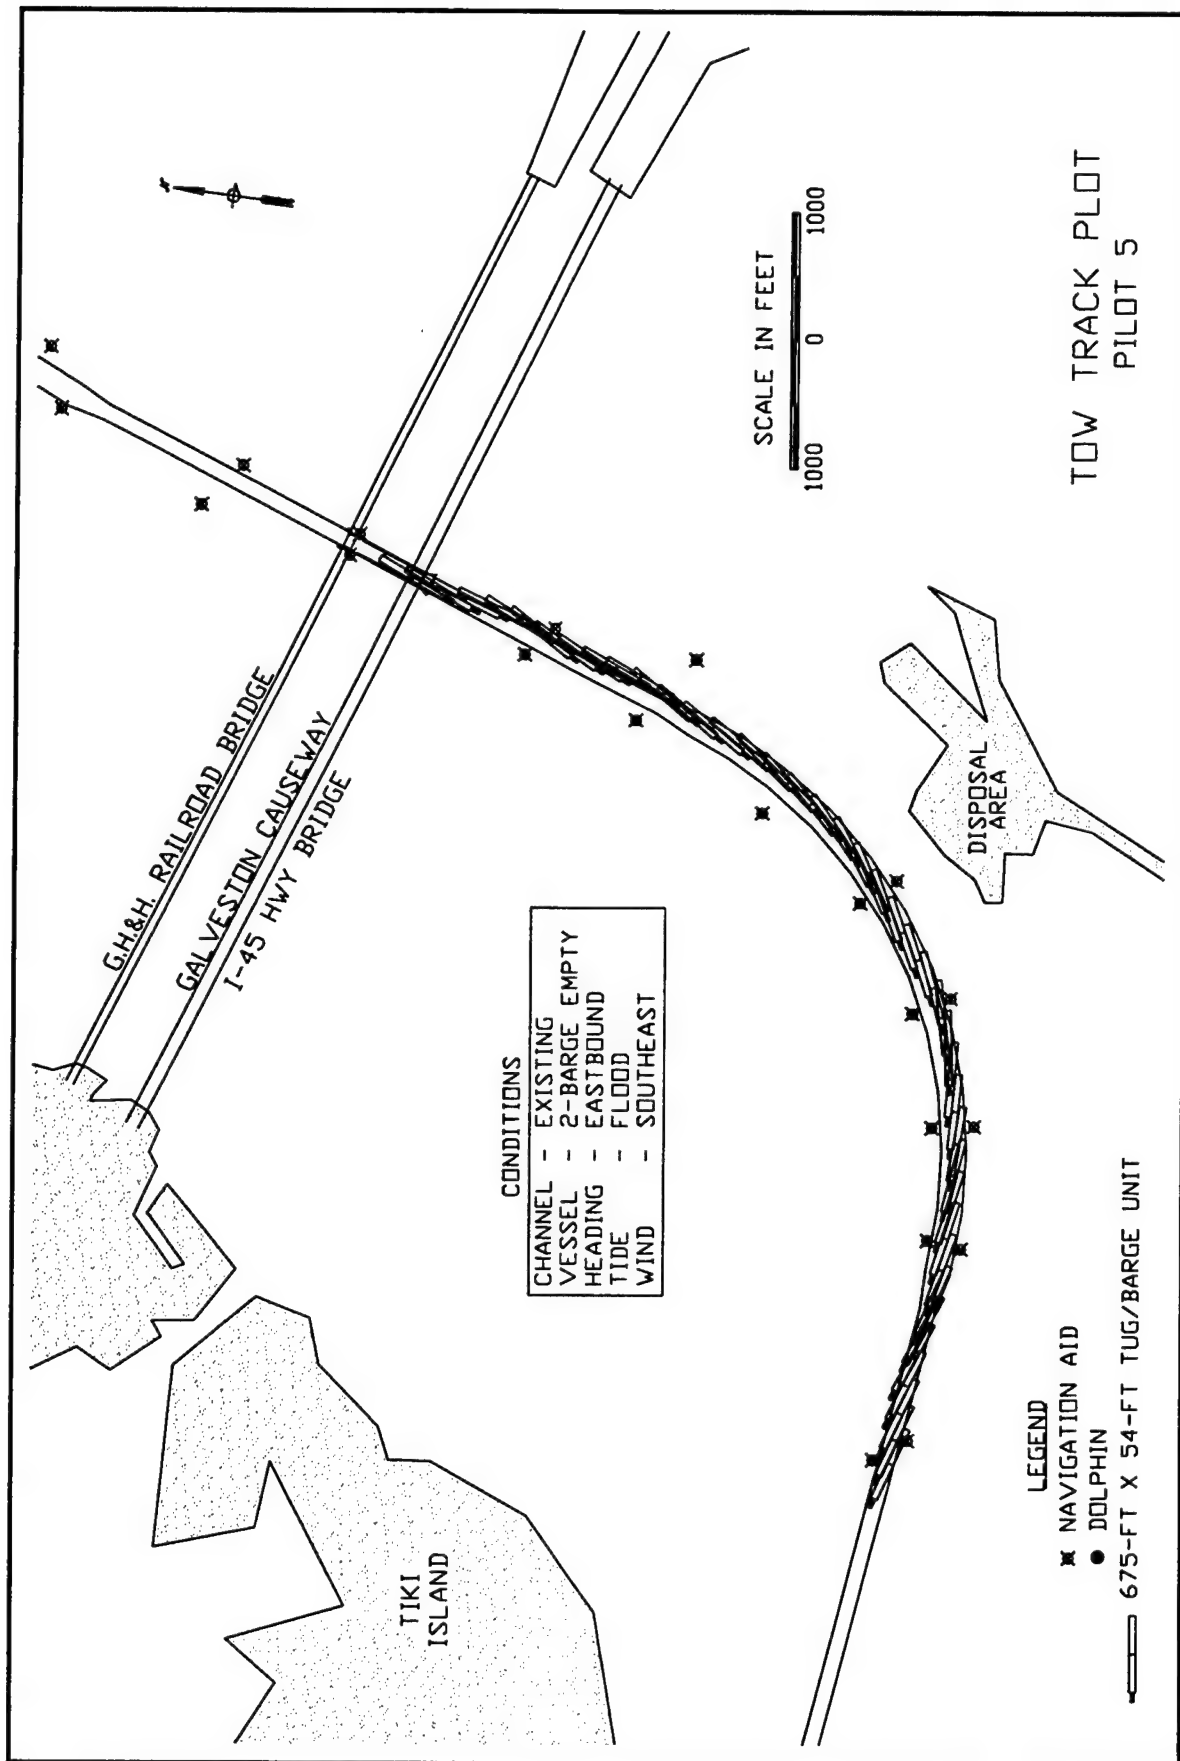 N
G.H.&H. RAILROAD BRIDGE
GALVESTON CAUSEWAY
I-45 HWY BRIDGE
TIKI
ISLAND
CONDITIONS
CHANNEL - EXISTING
VESSEL - 2-BARGE EMPTY
HEADING - EASTBOUND
TIDE - FLOOD
WIND - SOUTHEAST
SCALE IN FEET
1000 0 1000
DISPOSAL
AREA
LEGEND
NAVIGATION AID
DOLPHIN
675-FT X 54-FT TUG/BARGE UNIT
TOW TRACK PLOT
PILOT 5